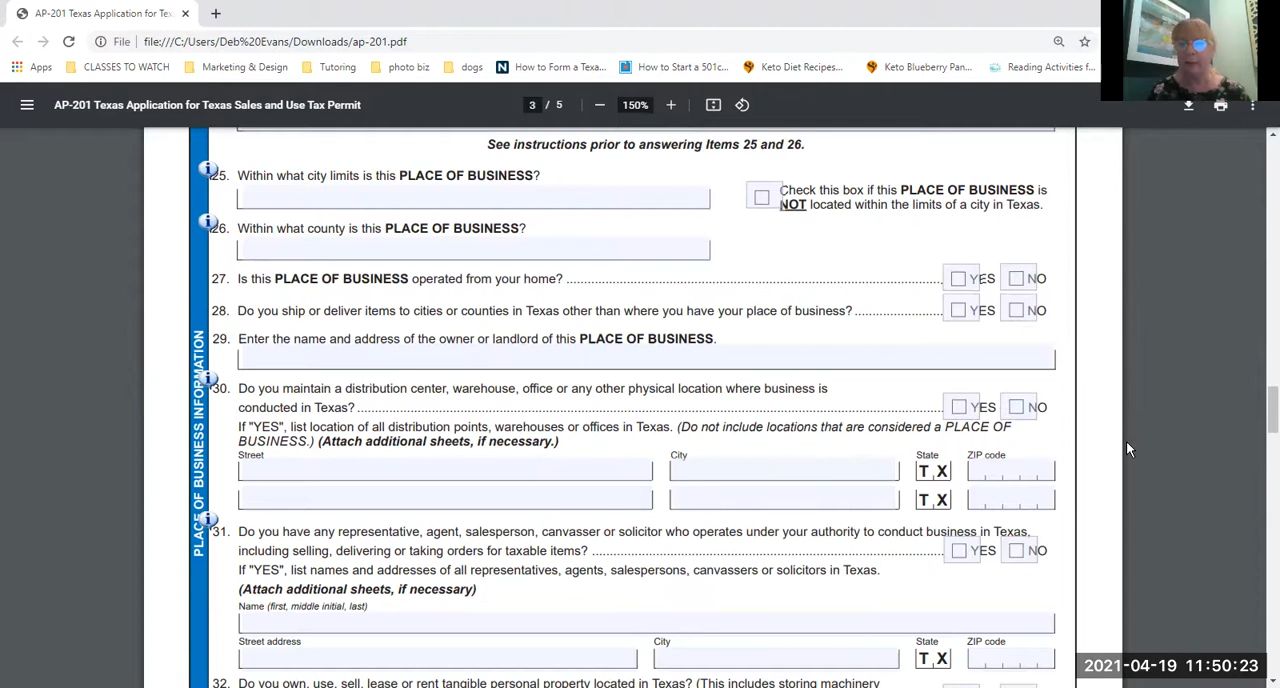 AP-201 Texas Application for Tex
File
file:///C:/Users/Deb%20Evans/Downloads/ap-201.pdf
Apps
CLASSES TO WATCH
Marketing & Design
Tutoring
photo biz
dogs
How to Form a Texa...
How to Start a 501c...
Keto Diet Recipes...
Keto Blueberry Pan...
Reading Activities f
AP-201 Texas Application for Texas Sales and Use Tax Permit
3 / 5
150%
See instructions prior to answering Items 25 and 26.
25. Within what city limits is this PLACE OF BUSINESS?
Check this box if this PLACE OF BUSINESS is
NOT located within the limits of a city in Texas.
26. Within what county is this PLACE OF BUSINESS?
27. Is this PLACE OF BUSINESS operated from your home? YES NO
28. Do you ship or deliver items to cities or counties in Texas other than where you have your place of business? YES NO
29. Enter the name and address of the owner or landlord of this PLACE OF BUSINESS.
30. Do you maintain a distribution center, warehouse, office or any other physical location where business is
conducted in Texas? YES NO
If "YES", list location of all distribution points, warehouses or offices in Texas. (Do not include locations that are considered a PLACE OF
BUSINESS.) (Attach additional sheets, if necessary.)
Street City State ZIP code
T X
T X
31. Do you have any representative, agent, salesperson, canvasser or solicitor who operates under your authority to conduct business in Texas,
including selling, delivering or taking orders for taxable items? YES NO
If "YES", list names and addresses of all representatives, agents, salespersons, canvassers or solicitors in Texas.
(Attach additional sheets, if necessary)
Name (first, middle initial, last)
Street address City State ZIP code
T X
32. Do you own, use, sell, lease or rent tangible personal property located in Texas? (This includes storing machinery
PLACE OF BUSINESS INFORMATION
2021-04-19 11:50:23